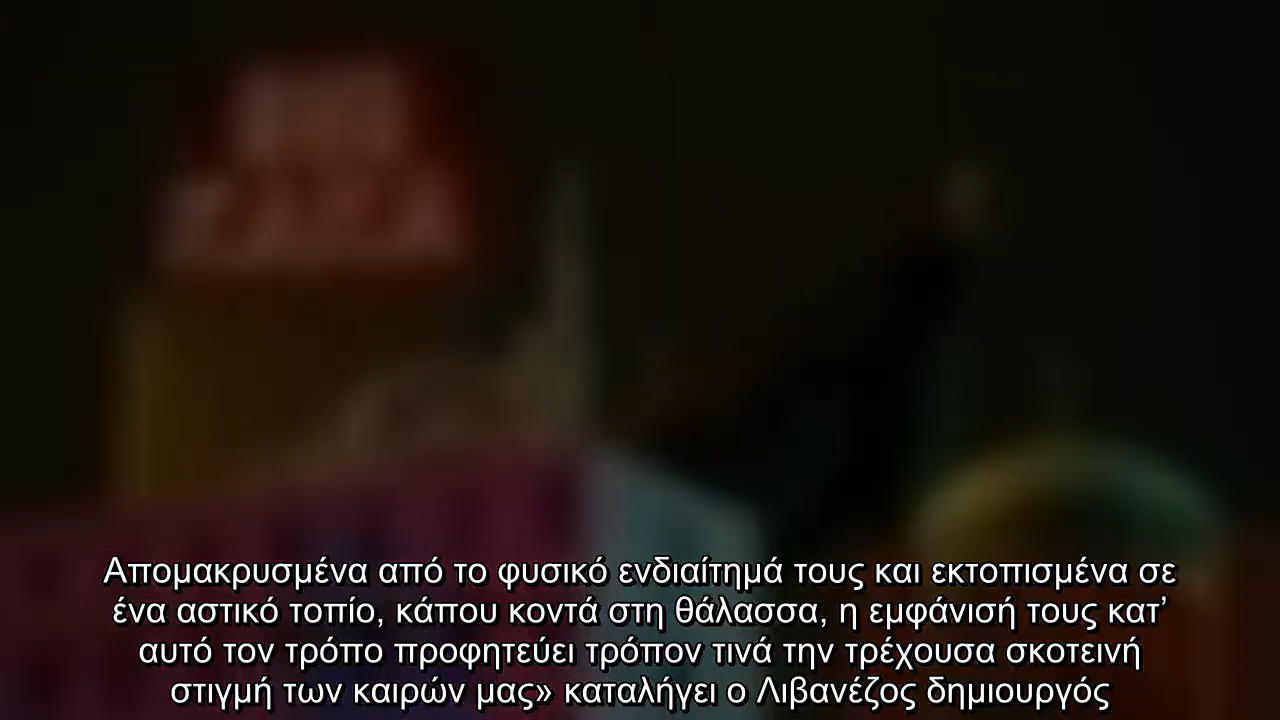 Απομακρυσμένα από το φυσικό ενδιαίτημά τους και εκτοπισμένα σε
ένα αστικό τοπίο, κάπου κοντά στη θάλασσα, η εμφάνισή τους κατ’
αυτό τον τρόπο προφητεύει τρόπον τινά την τρέχουσα σκοτεινή
στιγμή των καιρών μας» καταλήγει ο Λιβανέζος δημιουργός